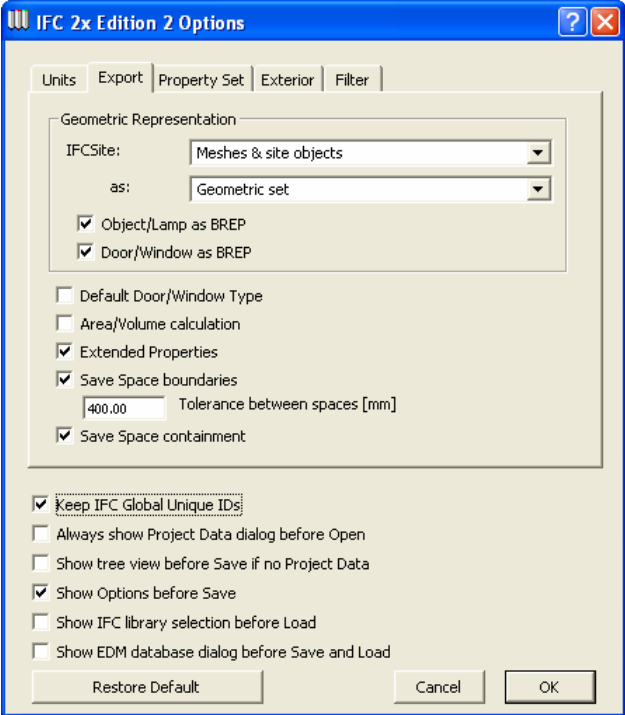 IFC 2x Edition 2 Options
Units Export Property Set Exterior Filter
Geometric Representation
IFCSite: Meshes & site objects
as: Geometric set
Object/Lamp as BREP
Door/Window as BREP
Default Door/Window Type
Area/Volume calculation
Extended Properties
Save Space boundaries
400.00 Tolerance between spaces [mm]
Save Space containment
Keep IFC Global Unique IDs
Always show Project Data dialog before Open
Show tree view before Save if no Project Data
Show Options before Save
Show IFC library selection before Load
Show EDM database dialog before Save and Load
Restore Default Cancel OK